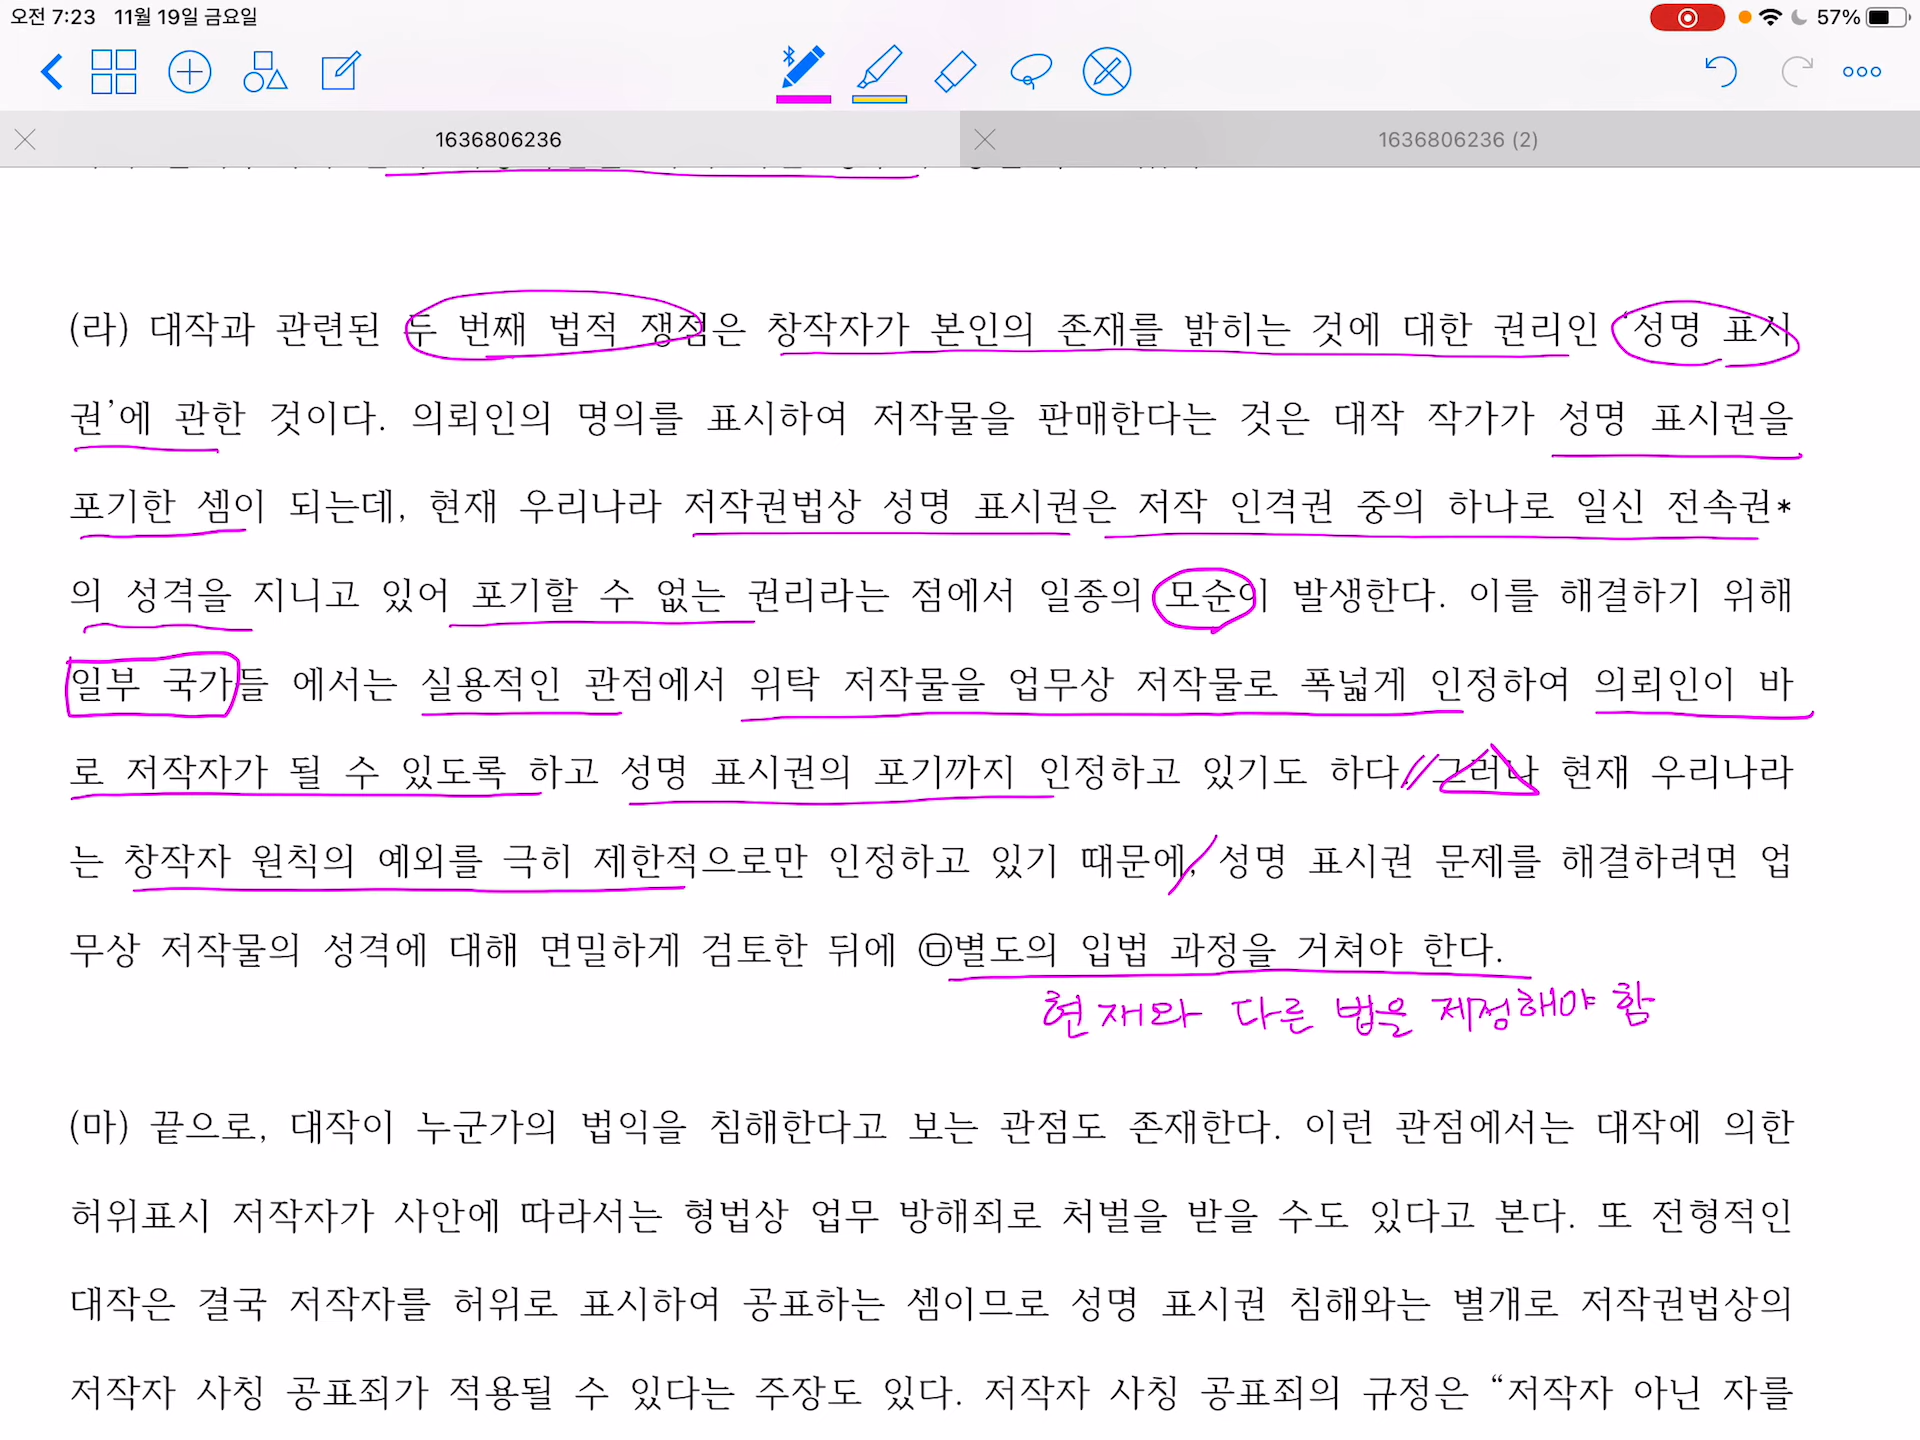 오전 7:23 11월 19일 금요일
57%
1636806236
1636806236 (2)
(라) 대작과 관련된 두 번째 법적 쟁점은 창작자가 본인의 존재를 밝히는 것에 대한 권리인 ‘성명 표시
권’에 관한 것이다. 의뢰인의 명의를 표시하여 저작물을 판매한다는 것은 대작 작가가 성명 표시권을
포기한 셈이 되는데, 현재 우리나라 저작권법상 성명 표시권은 저작 인격권 중의 하나로 일신 전속권*
의 성격을 지니고 있어 포기할 수 없는 권리라는 점에서 일종의 모순이 발생한다. 이를 해결하기 위해
일부 국가들 에서는 실용적인 관점에서 위탁 저작물을 업무상 저작물로 폭넓게 인정하여 의뢰인이 바
로 저작자가 될 수 있도록 하고 성명 표시권의 포기까지 인정하고 있기도 하다. 그러나 현재 우리나라
는 창작자 원칙의 예외를 극히 제한적으로만 인정하고 있기 때문에, 성명 표시권 문제를 해결하려면 업
무상 저작물의 성격에 대해 면밀하게 검토한 뒤에 ㉤별도의 입법 과정을 거쳐야 한다.
현재와 다른 법을 제정해야 함
(마) 끝으로, 대작이 누군가의 법익을 침해한다고 보는 관점도 존재한다. 이런 관점에서는 대작에 의한
허위표시 저작자가 사안에 따라서는 형법상 업무 방해죄로 처벌을 받을 수도 있다고 본다. 또 전형적인
대작은 결국 저작자를 허위로 표시하여 공표하는 셈이므로 성명 표시권 침해와는 별개로 저작권법상의
저작자 사칭 공표죄가 적용될 수 있다는 주장도 있다. 저작자 사칭 공표죄의 규정은 “저작자 아닌 자를